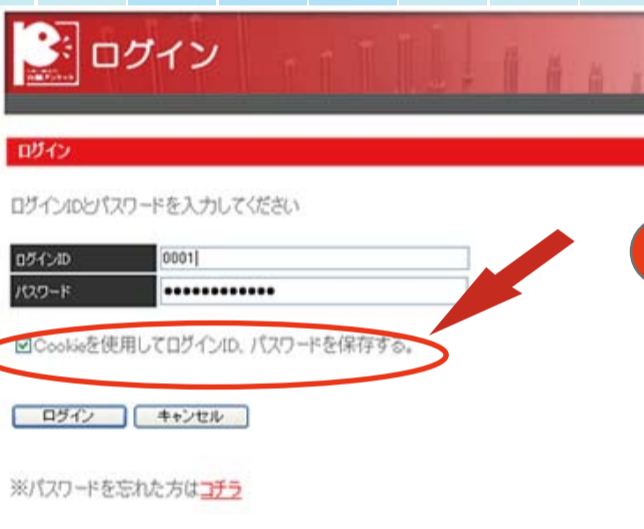 ログイン
ログイン
ログインIDとパスワードを入力してください
ログインID 0001
パスワード ●●●●●●●●●●●●
Cookieを使用してログインID、パスワードを保存する。
ログイン キャンセル
※パスワードを忘れた方はコチラ